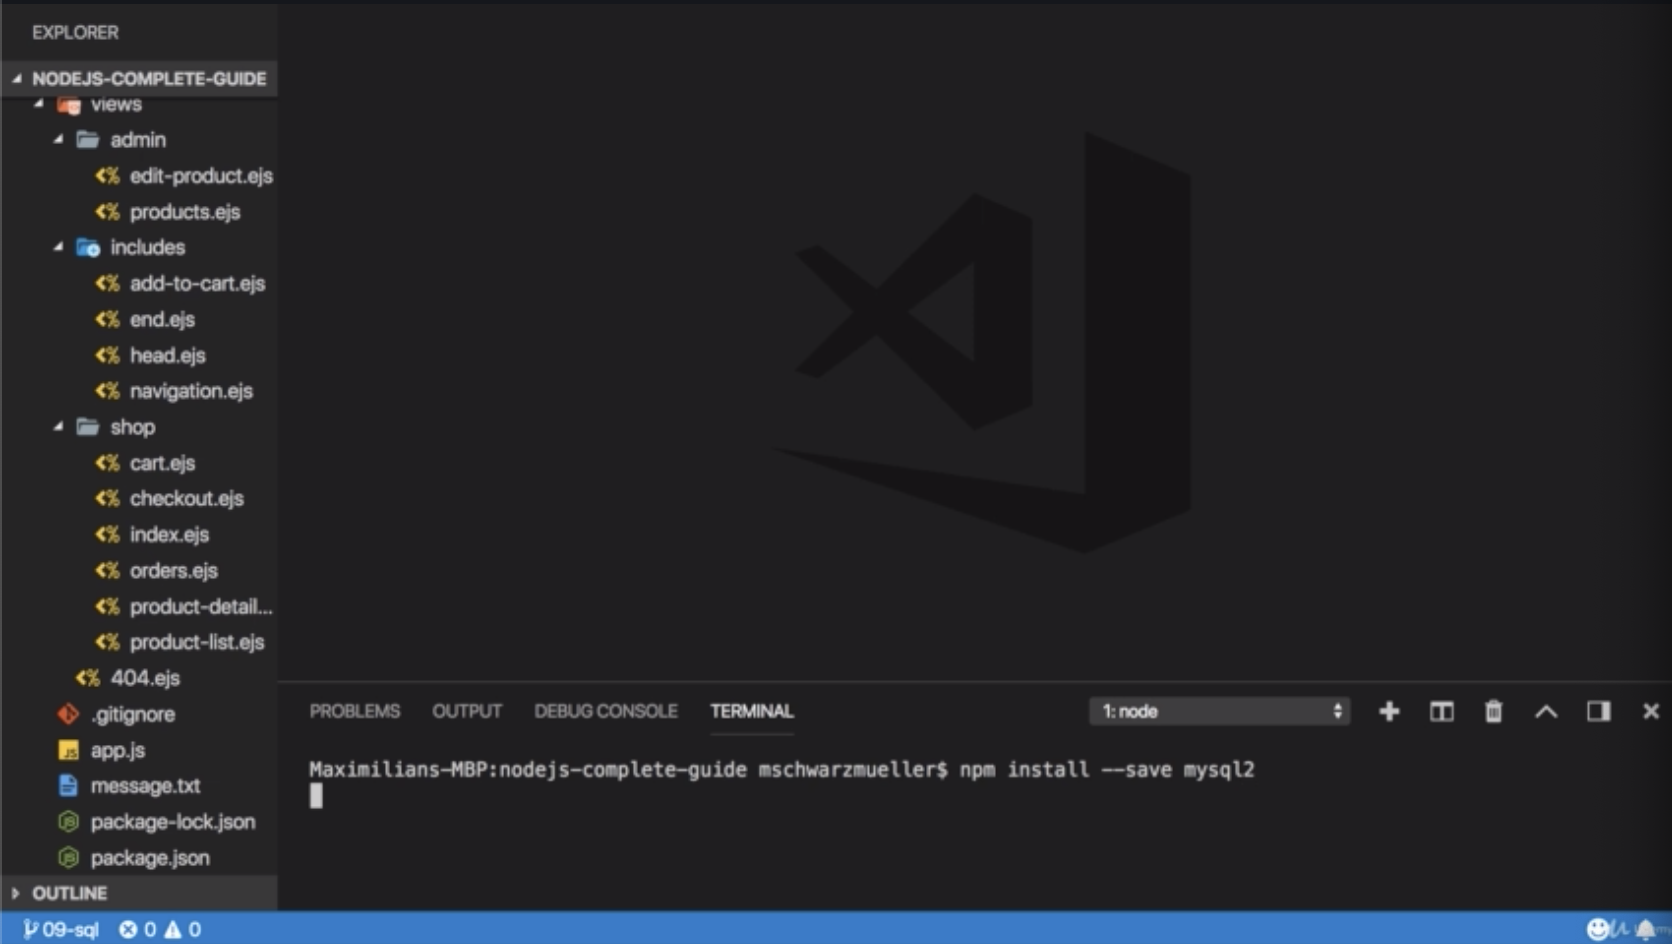 EXPLORER
NODEJS-COMPLETE-GUIDE
views
admin
edit-product.ejs
products.ejs
includes
add-to-cart.ejs
end.ejs
head.ejs
navigation.ejs
shop
cart.ejs
checkout.ejs
index.ejs
orders.ejs
product-detail...
product-list.ejs
404.ejs
.gitignore
app.js
message.txt
package-lock.json
package.json
OUTLINE
PROBLEMS OUTPUT DEBUG CONSOLE TERMINAL 1: node
Maximilians-MBP:nodejs-complete-guide mschwarzmueller$ npm install --save mysql2
09-sql 0 0